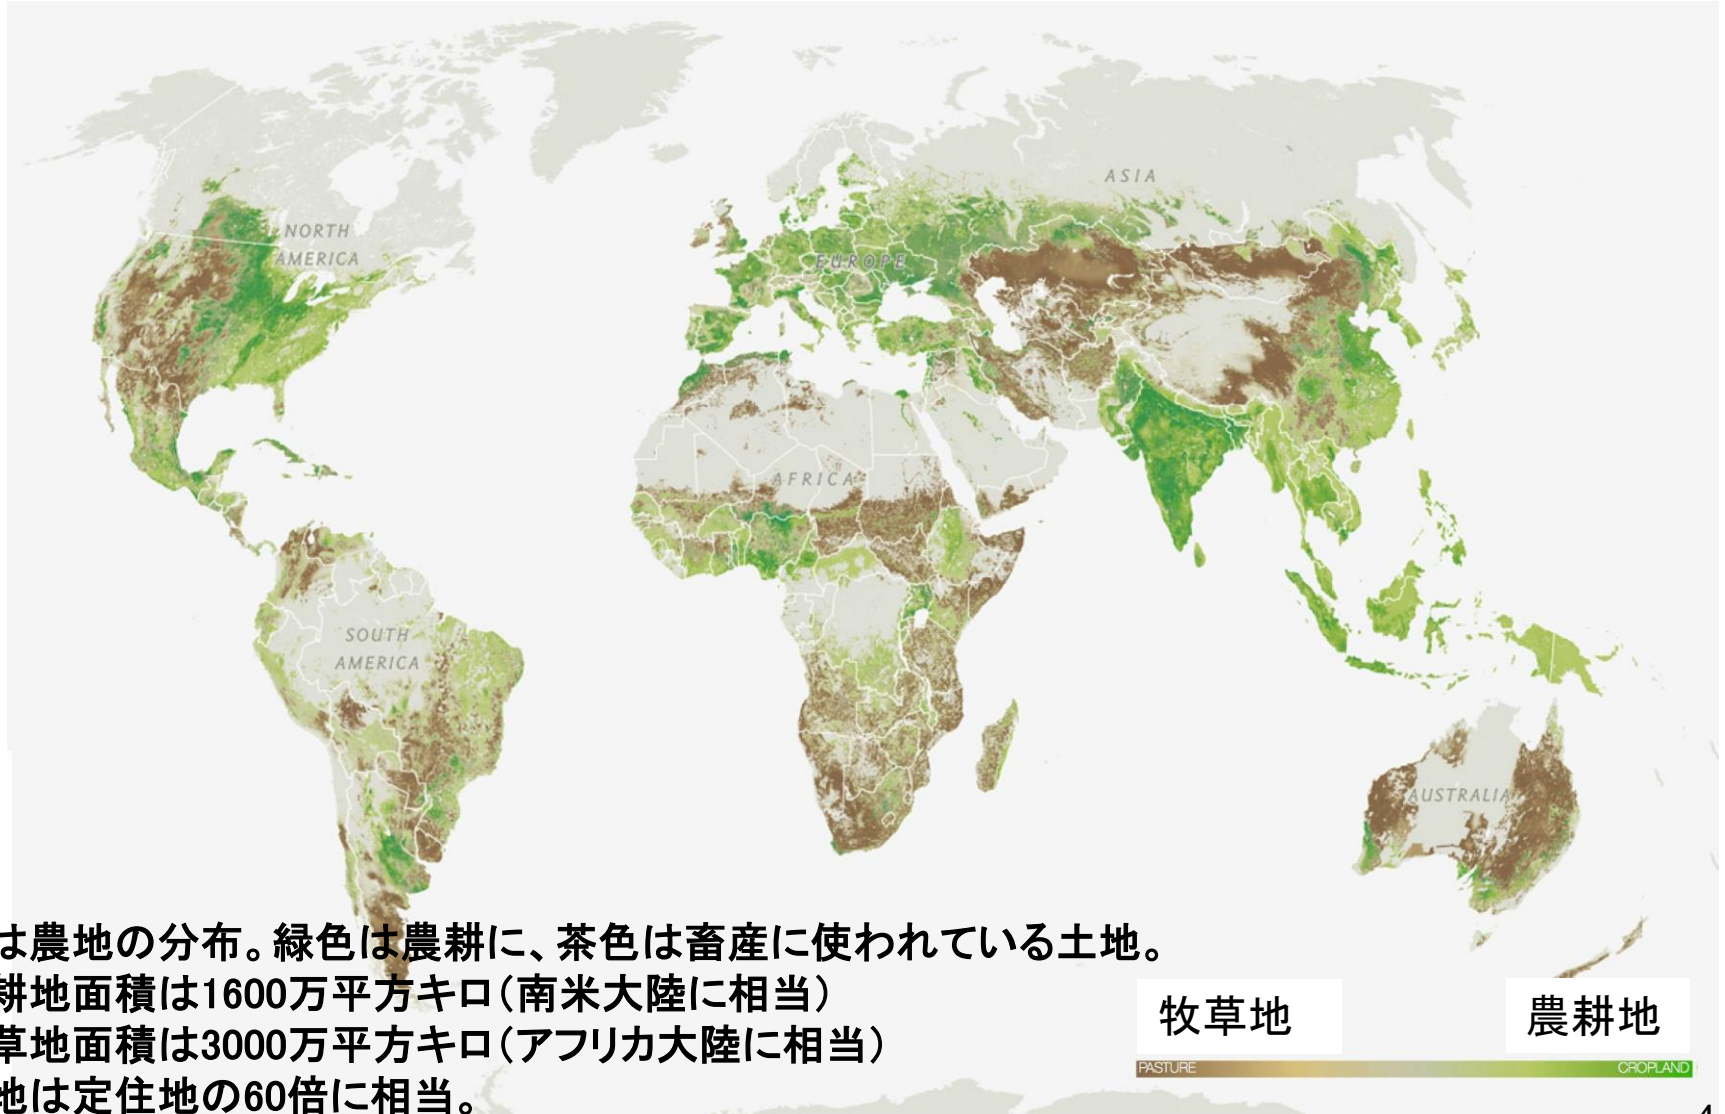 ASIA
NORTH
AMERICA
EUROPE
AFRICA
SOUTH
AMERICA
AUSTRALIA
は農地の分布。緑色は農耕に、茶色は畜産に使われている土地。
耕地面積は1600万平方キロ（南米大陸に相当）
草地面積は3000万平方キロ（アフリカ大陸に相当）
地は定住地の60倍に相当。
牧草地 農耕地
PASTURE CROPLAND